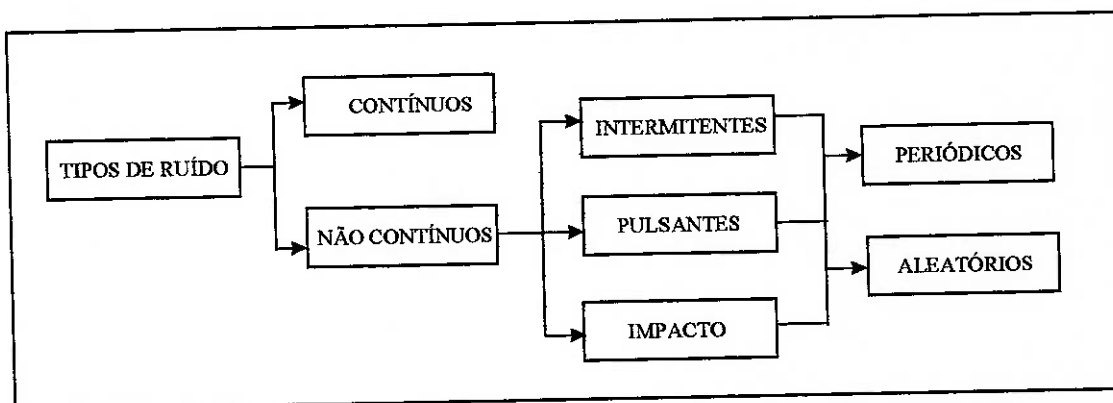 TIPOS DE RUÍDO
CONTÍNUOS
NÃO CONTÍNUOS
INTERMITENTES
PULSANTES
IMPACTO
PERIÓDICOS
ALEATÓRIOS